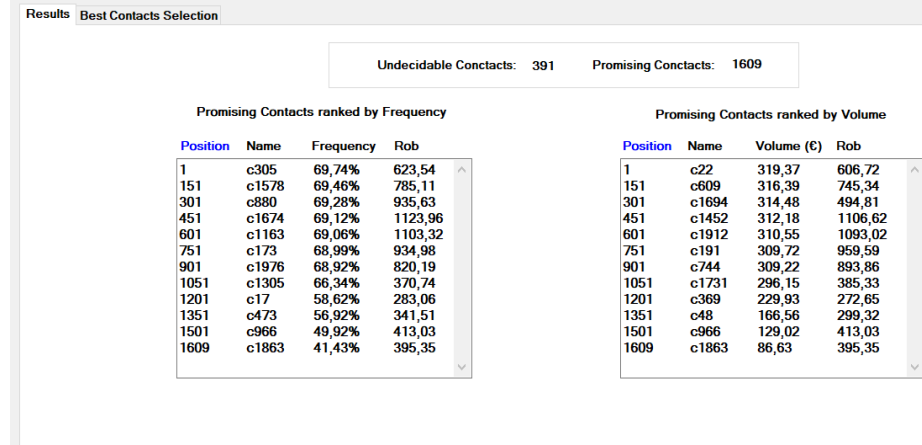 Results Best Contacts Selection
Undecidable Conctacts: 391 Promising Conctacts: 1609
Promising Contacts ranked by Frequency
Position Name Frequency Rob
1 c305 69,74% 623,54
151 c1578 69,46% 785,11
301 c880 69,28% 935,63
451 c1674 69,12% 1123,96
601 c1163 69,06% 1103,32
751 c173 68,99% 934,98
901 c1976 68,92% 820,19
1051 c1305 66,34% 370,74
1201 c17 58,62% 283,06
1351 c473 56,92% 341,51
1501 c966 49,92% 413,03
1609 c1863 41,43% 395,35
Promising Contacts ranked by Volume
Position Name Volume (€) Rob
1 c22 319,37 606,72
151 c609 316,39 745,34
301 c1694 314,48 494,81
451 c1452 312,18 1106,62
601 c1912 310,55 1093,02
751 c191 309,72 959,59
901 c744 309,22 893,86
1051 c1731 296,15 385,33
1201 c369 229,93 272,65
1351 c48 166,56 299,32
1501 c966 129,02 413,03
1609 c1863 86,63 395,35